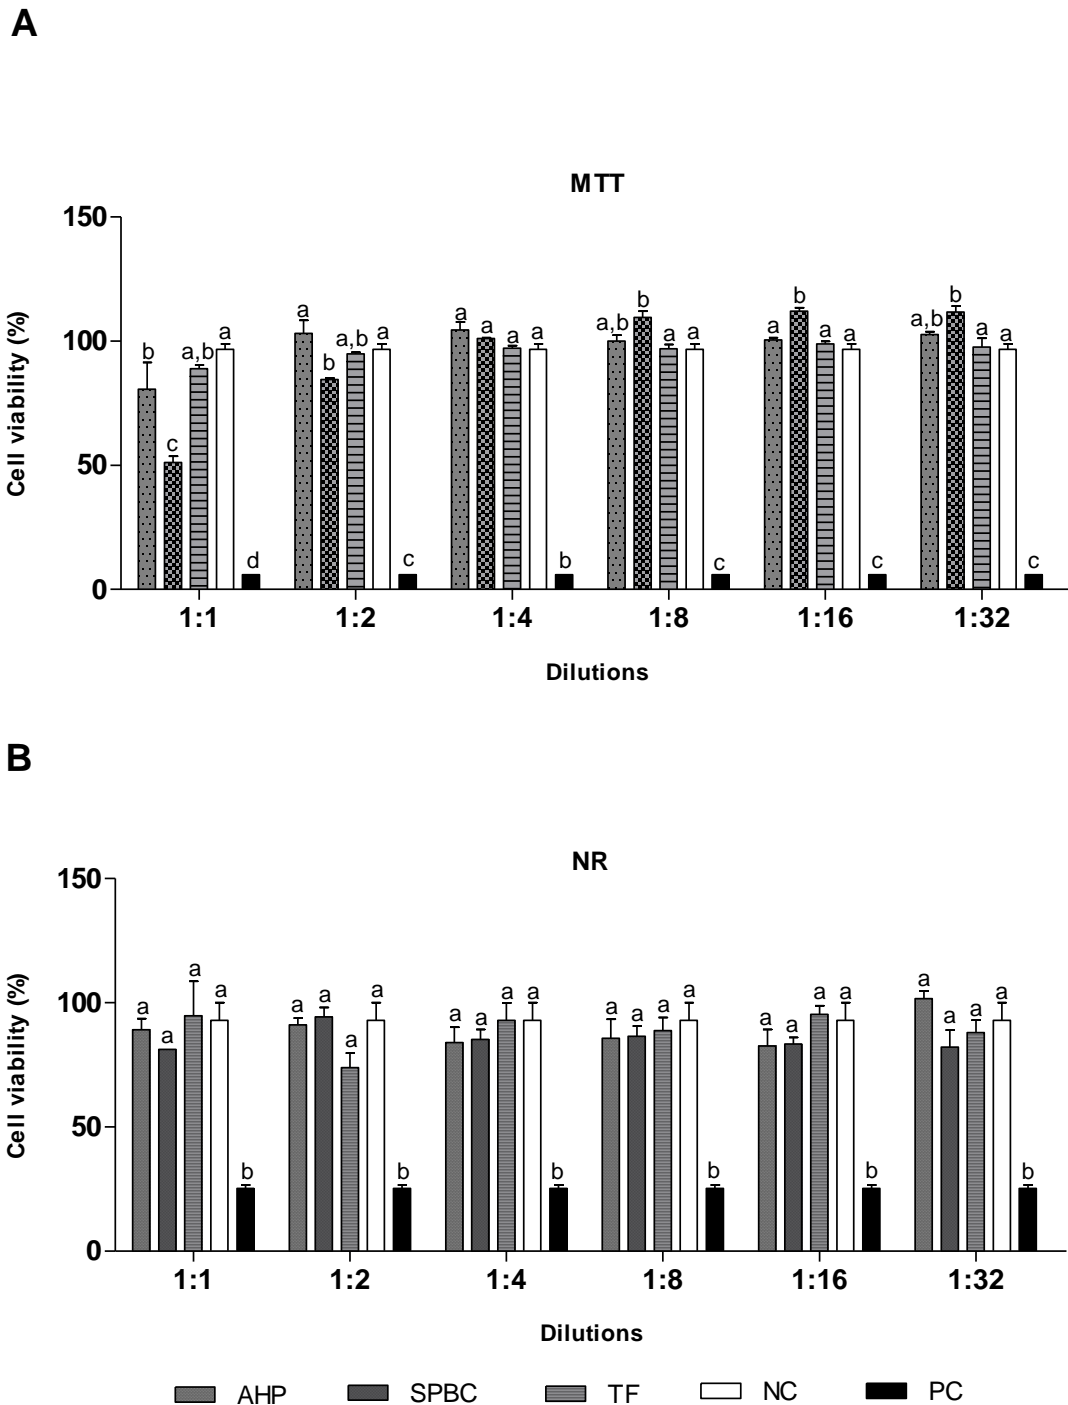 A
MTT
Cell viability (%)
150
100
50
0
b c a,b a d
a b a,b a c
a a a a b
a,b b a a c
a b a a c
a,b b a a c
1:1 1:2 1:4 1:8 1:16 1:32
Dilutions
B
NR
Cell viability (%)
150
100
50
0
a a a a b
a a a a b
a a a a b
a a a a b
a a a a b
a a a a b
1:1 1:2 1:4 1:8 1:16 1:32
Dilutions
AHP SPBC TF NC PC